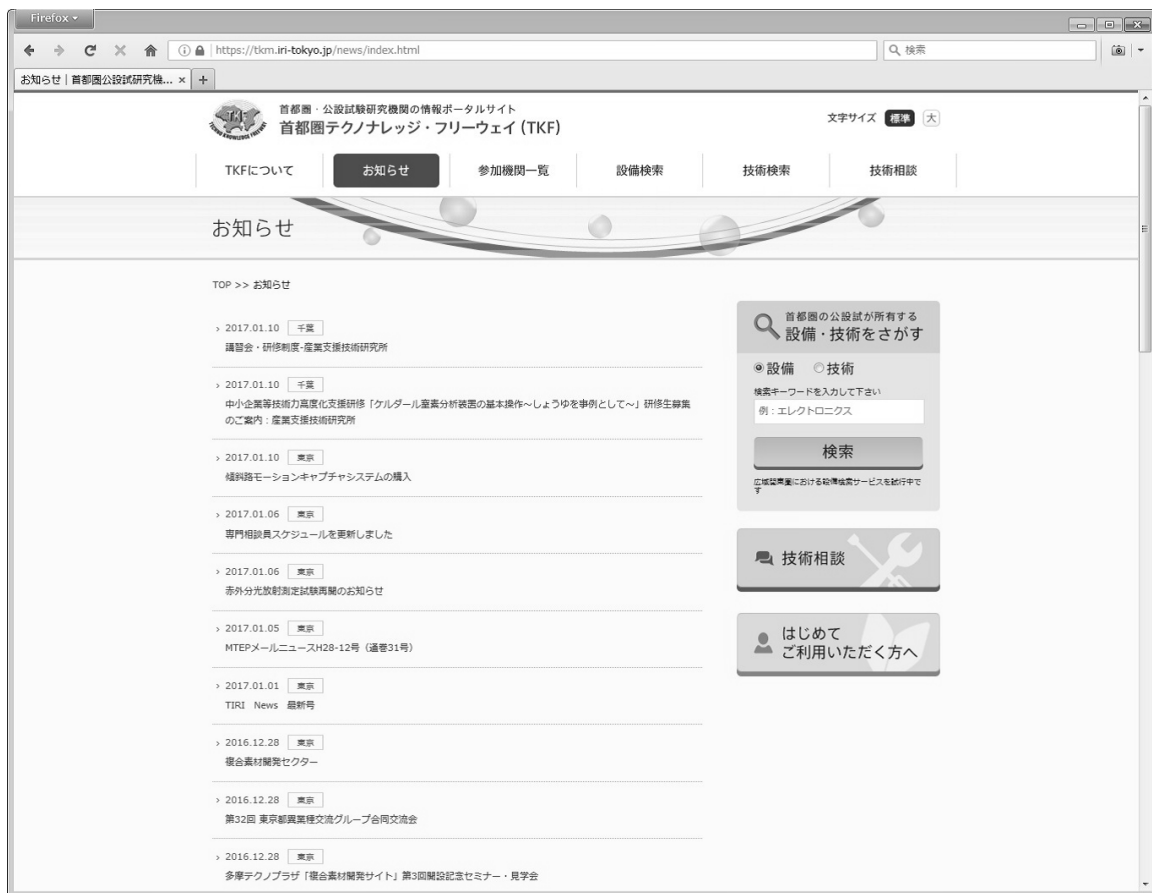 Firefox
https://tkm.iri-tokyo.jp/news/index.html
検索
お知らせ | 首都圏公設試研究機...
首都圏・公設試験研究機関の情報ポータルサイト
首都圏テクノナレッジ・フリーウェイ (TKF)
文字サイズ 標準 大
TKFについて お知らせ 参加機関一覧 設備検索 技術検索 技術相談
お知らせ
TOP >> お知らせ
2017.01.10 千葉
講習会・研修制度-産業支援技術研究所
2017.01.10 千葉
中小企業等技術力高度化支援研修「ケルダール窒素分析装置の基本操作～しょうゆを事例として～」研修生募集
のご案内：産業支援技術研究所
2017.01.10 東京
傾斜路モーションキャプチャシステムの購入
2017.01.06 東京
専門相談員スケジュールを更新しました
2017.01.06 東京
赤外分光放射測定試験再開のお知らせ
2017.01.05 東京
MTEPメールニュースH28-12号（通巻31号）
2017.01.01 東京
TIRI News 最新号
2016.12.28 東京
複合素材開発セクター
2016.12.28 東京
第32回 東京都異業種交流グループ合同交流会
2016.12.28 東京
多摩テクノプラザ「複合素材開発サイト」第3回開設記念セミナー・見学会
首都圏の公設試が所有する
設備・技術をさがす
設備 技術
検索キーワードを入力して下さい
例：エレクトロニクス
検索
広域関東圏における設備検索サービスを試行中で
す
技術相談
はじめて
ご利用いただく方へ